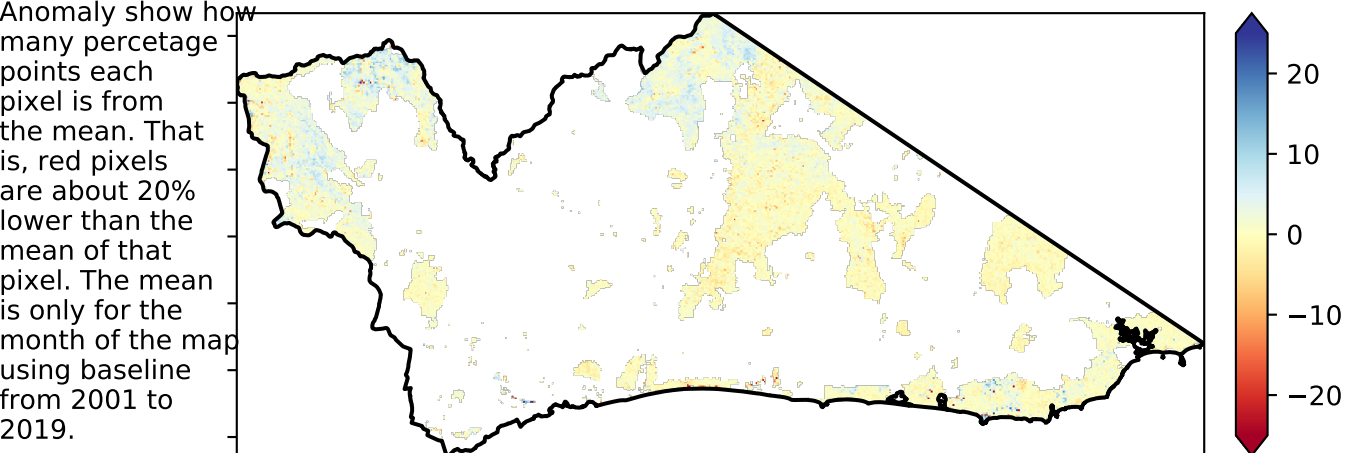 Anomaly show how
many percetage
points each
pixel is from
the mean. That
is, red pixels
are about 20%
lower than the
mean of that
pixel. The mean
is only for the
month of the map
using baseline
from 2001 to
2019.
20
10
0
−10
−20